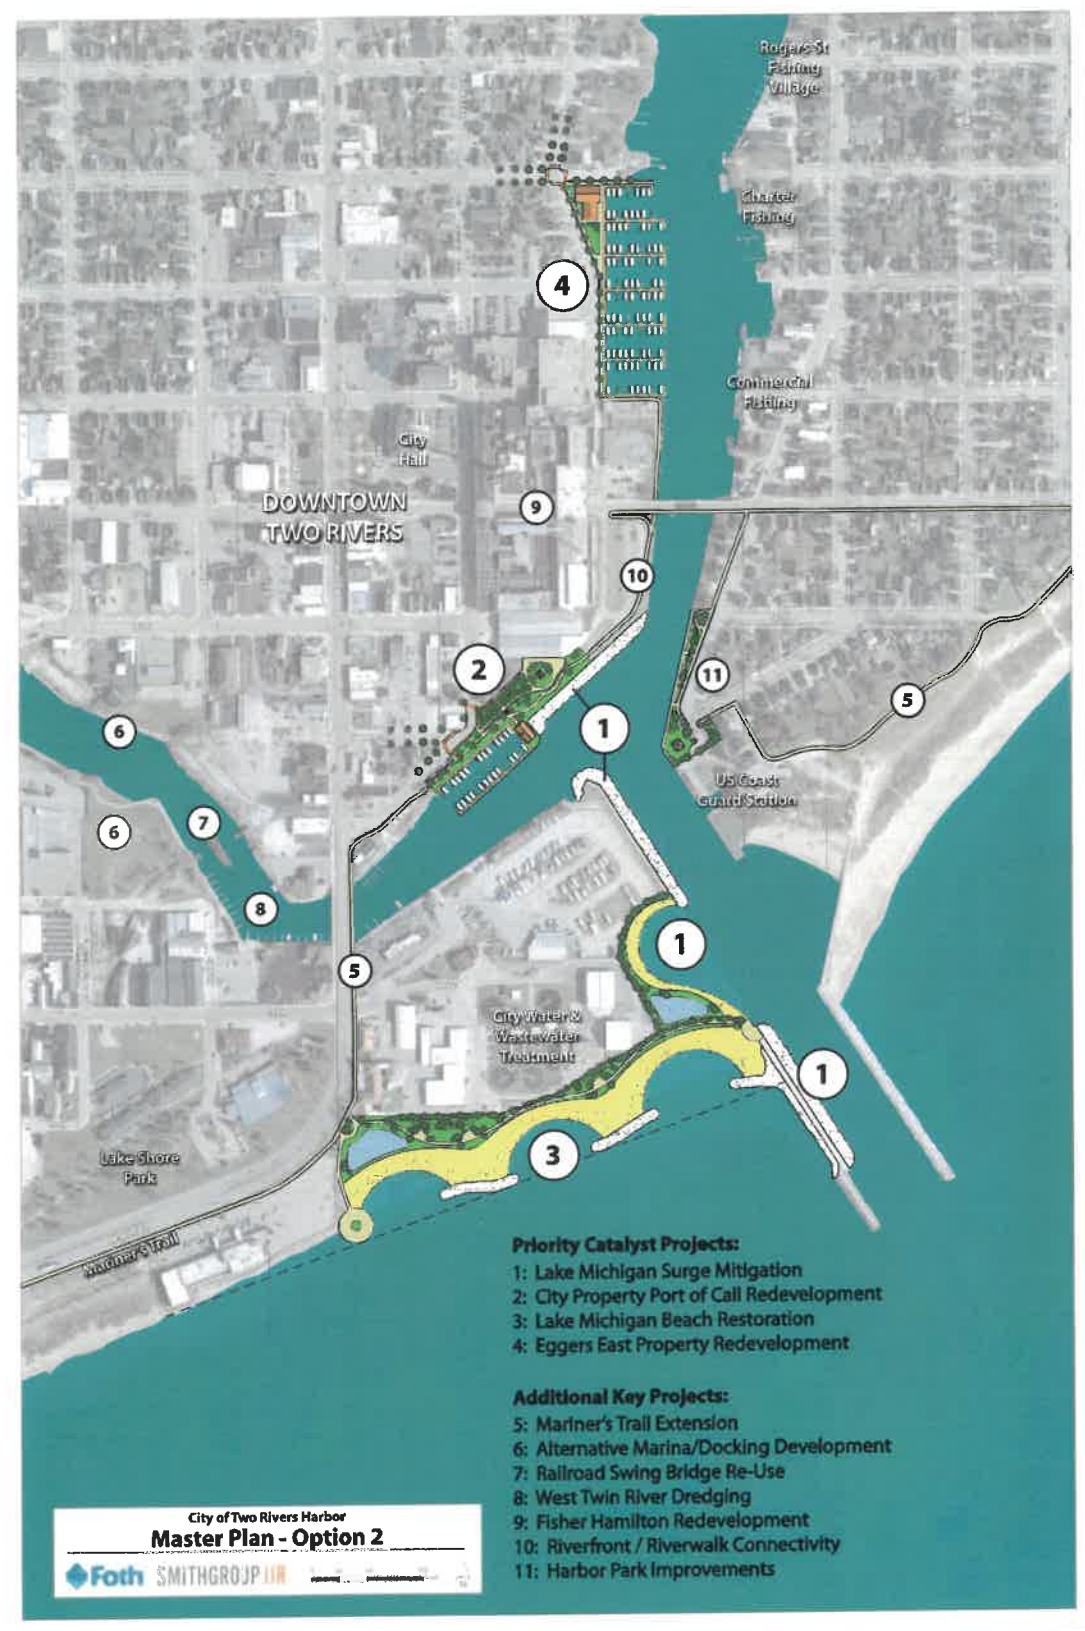 Rogers St
Fishing
Village
Charter
Fishing
4
Commercial
Fishing
City
Hall
DOWNTOWN
TWO RIVERS
9
10
2
11
5
1
6
US Coast
Guard Station
7
6
8
1
5
City Water &
Wastewater
Treatment
1
3
Lake Shore
Park
Mariner's Trail
Priority Catalyst Projects:
1: Lake Michigan Surge Mitigation
2: City Property Port of Call Redevelopment
3: Lake Michigan Beach Restoration
4: Eggers East Property Redevelopment
Additional Key Projects:
5: Mariner's Trail Extension
6: Alternative Marina/Docking Development
7: Railroad Swing Bridge Re-Use
8: West Twin River Dredging
9: Fisher Hamilton Redevelopment
10: Riverfront / Riverwalk Connectivity
11: Harbor Park Improvements
City of Two Rivers Harbor
Master Plan - Option 2
Foth SMITHGROUP JJR